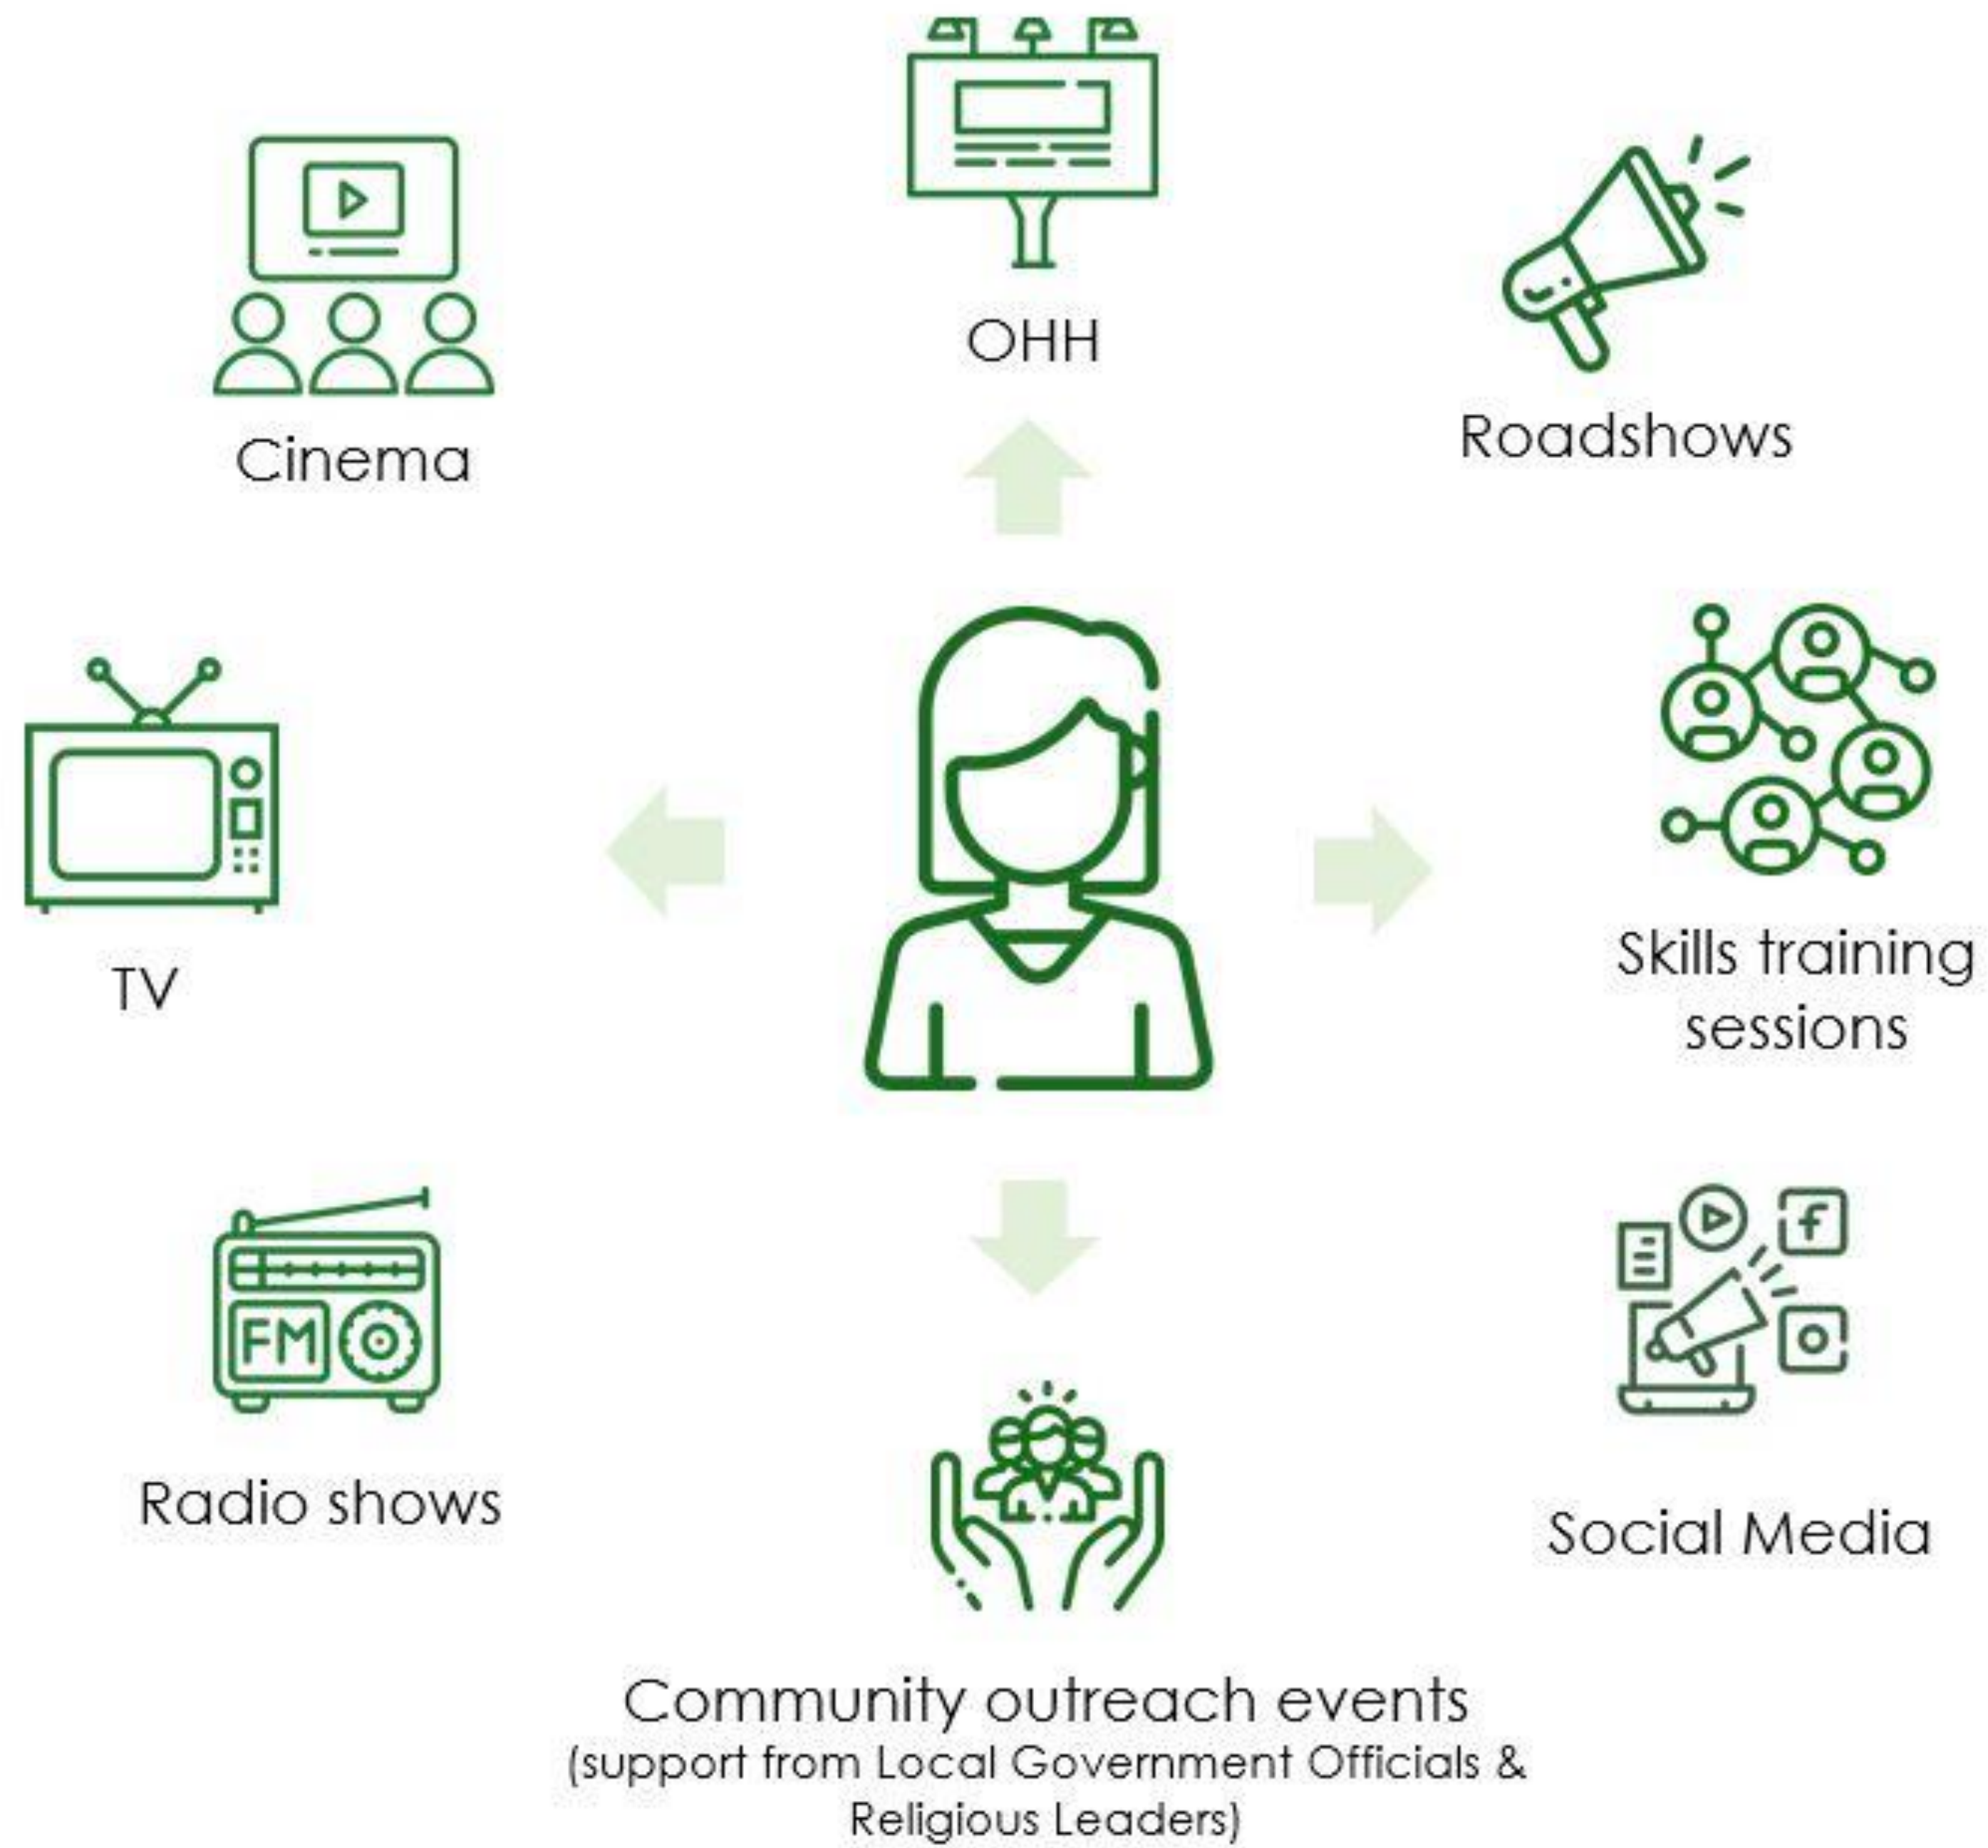 OHH
Cinema
Roadshows
TV
Skills training
sessions
FM
f
Radio shows
Social Media
Community outreach events
(support from Local Government Officials &
Religious Leaders)